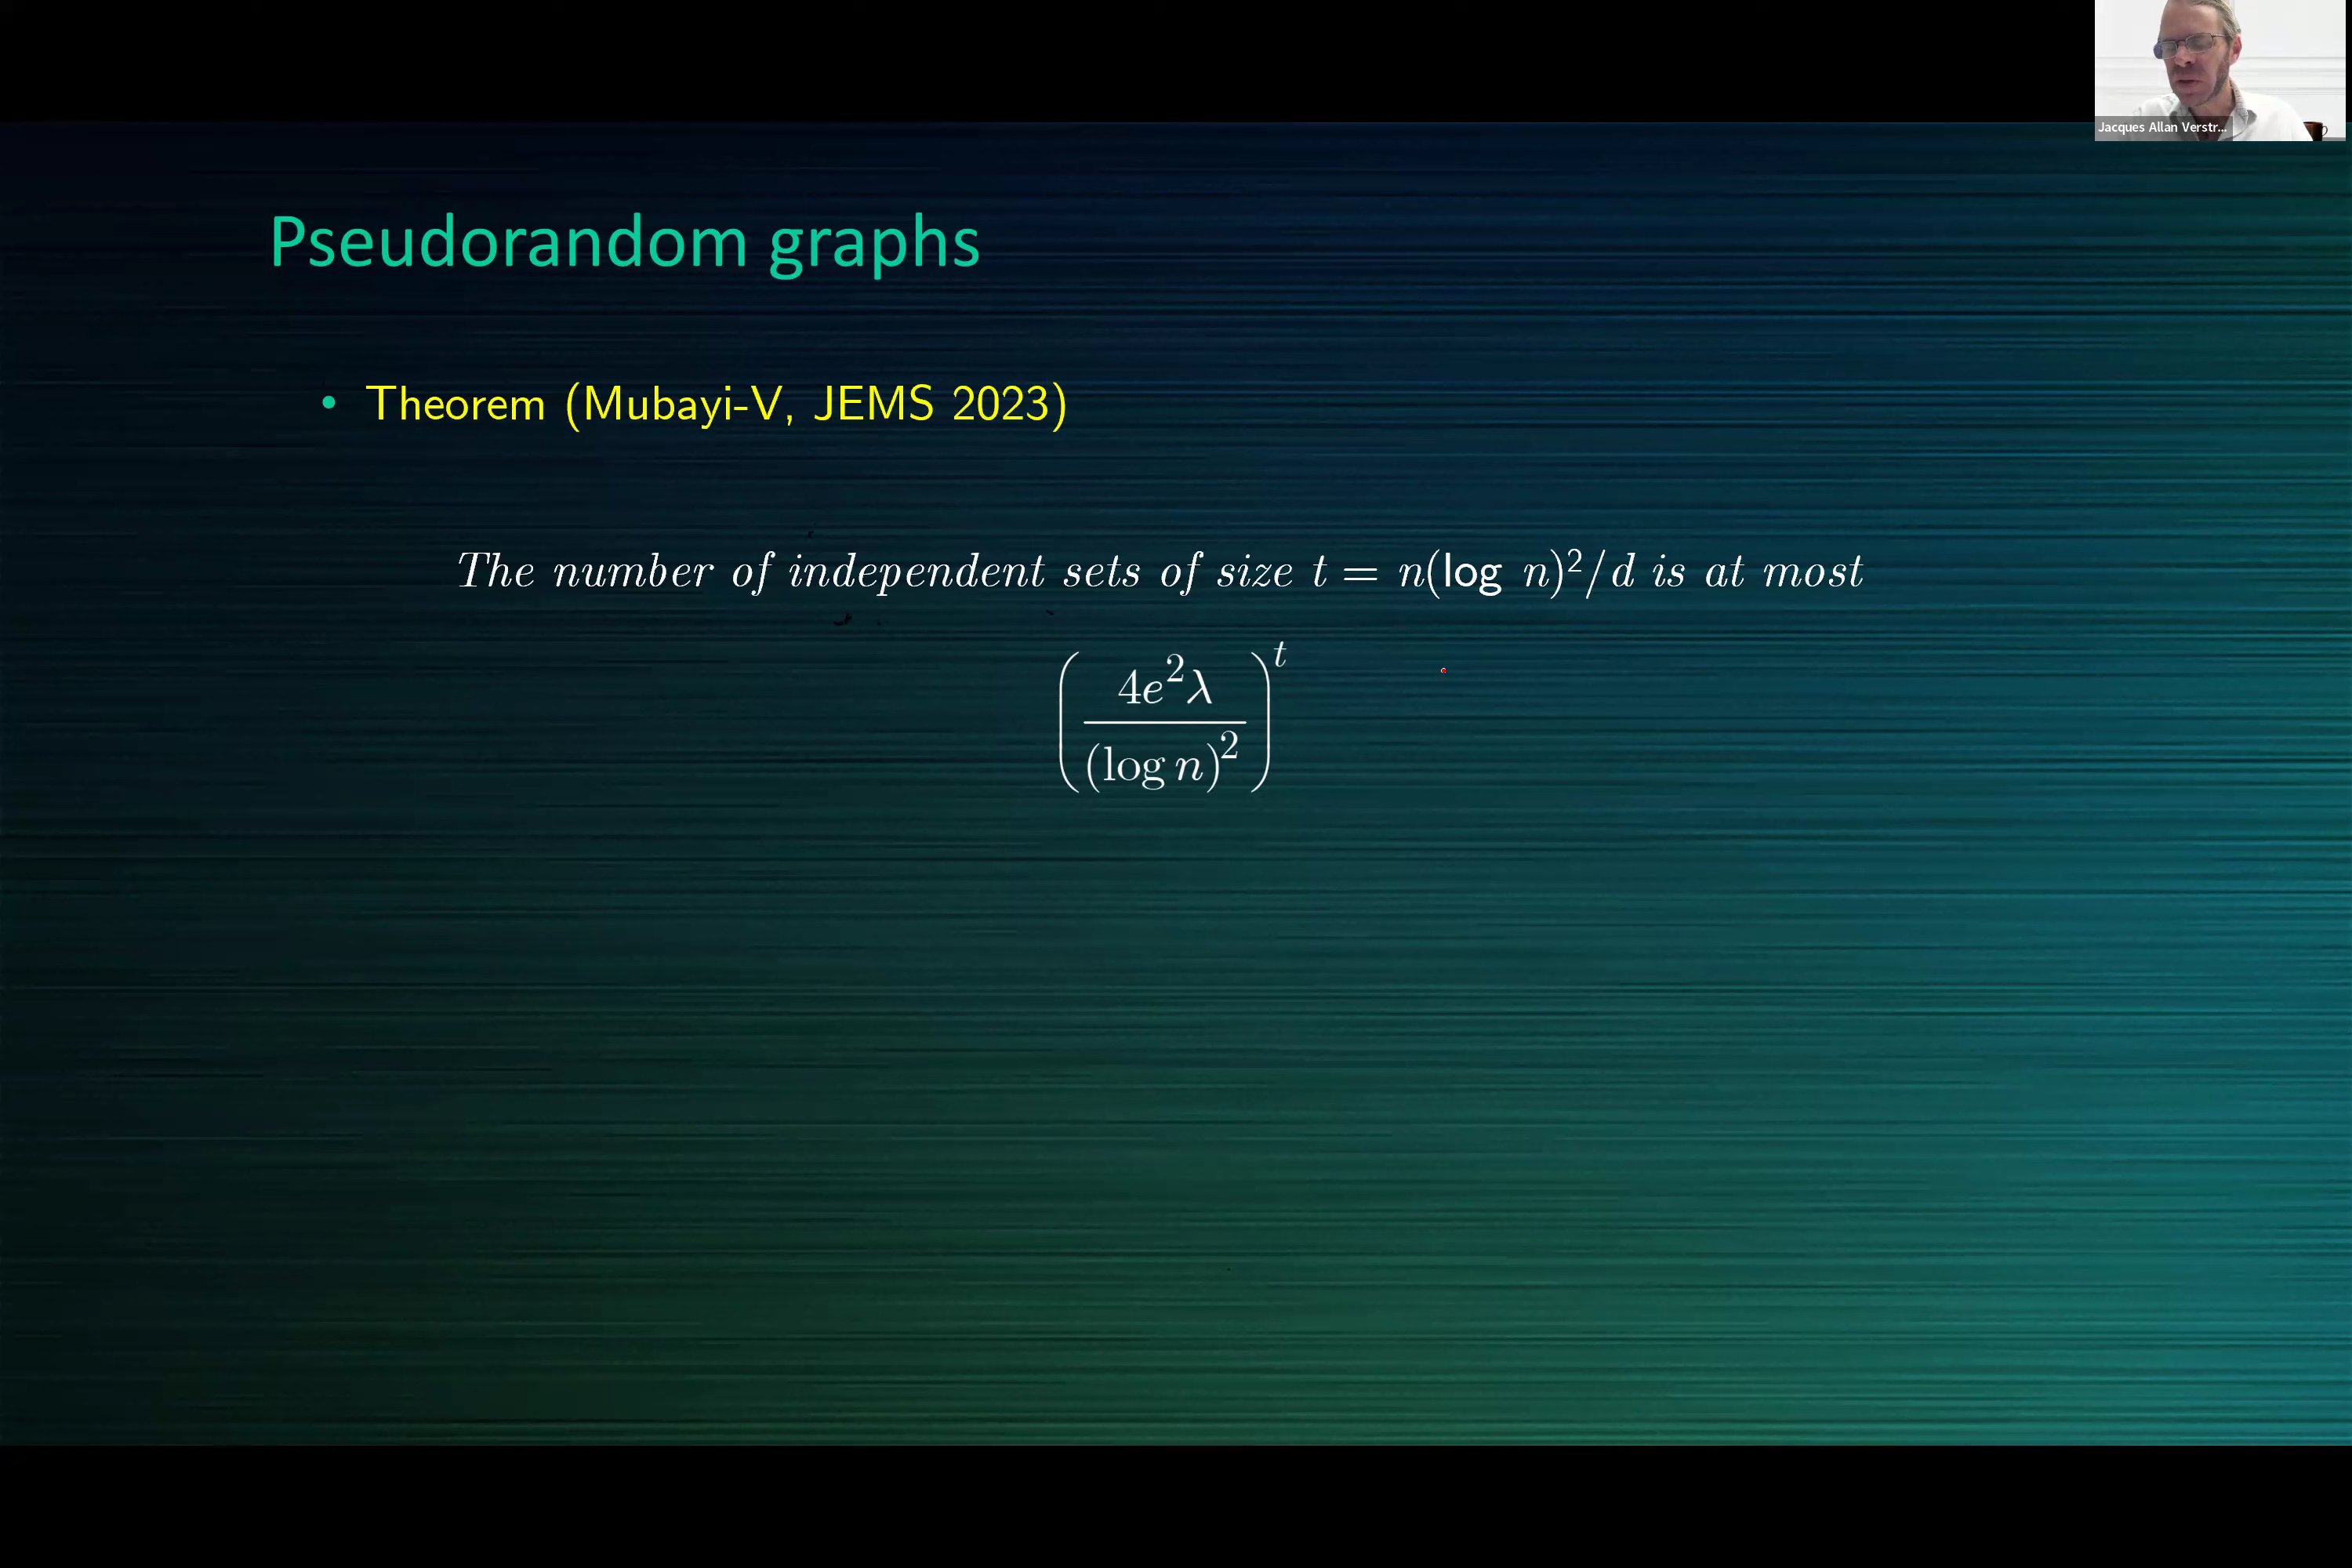 Jacques Allan Verstr...
Pseudorandom graphs
• Theorem (Mubayi-V, JEMS 2023)
The number of independent sets of size t = n(log n)²/d is at most
(4e²λ / (log n)²)^t